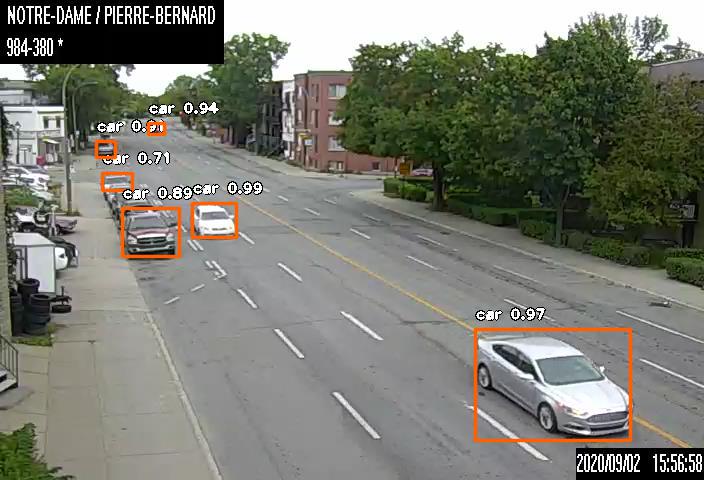 NOTRE-DAME / PIERRE-BERNARD
984-380 *
car 0.94
car 0.71
car 0.89
car 0.99
car 0.97
2020/09/02 15:56:58